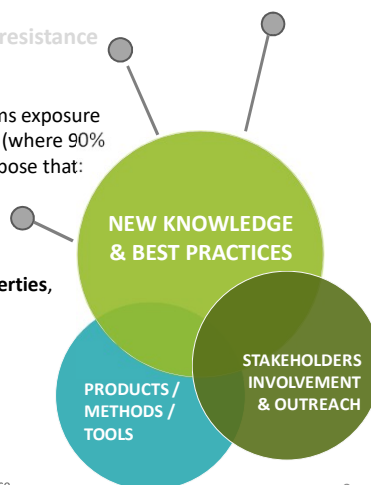 resistance
ns exposure
(where 90%
pose that:
NEW KNOWLEDGE
& BEST PRACTICES
erties,
STAKEHOLDERS
INVOLVEMENT
& OUTREACH
PRODUCTS /
METHODS /
TOOLS